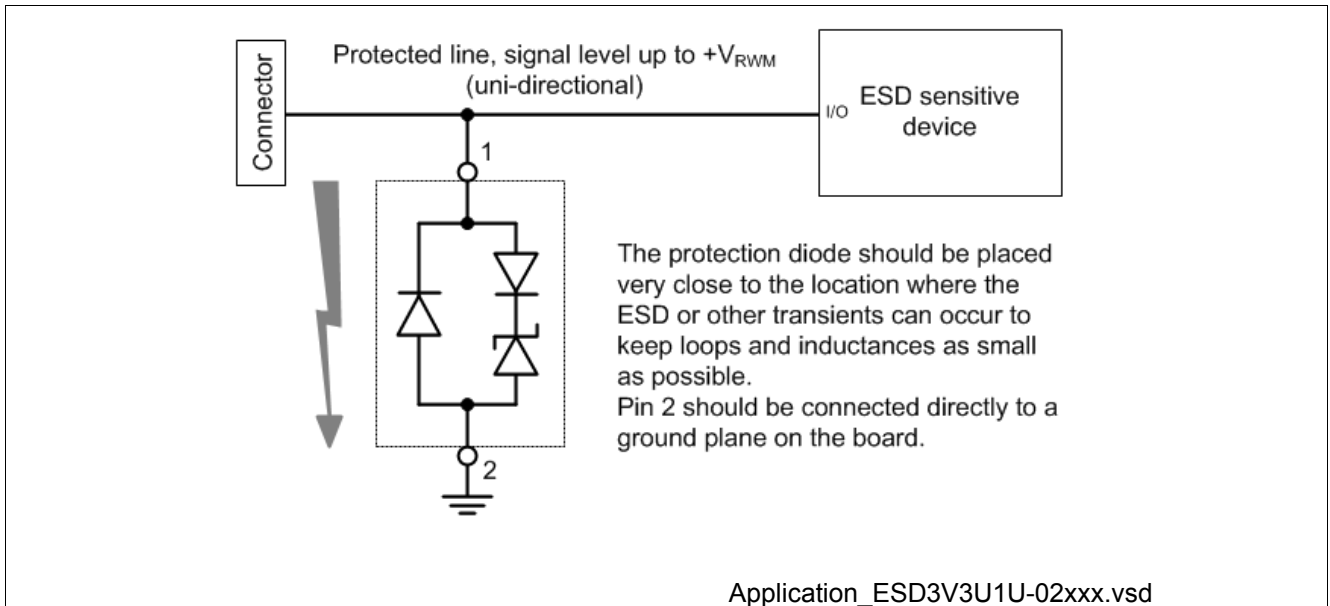 Connector
Protected line, signal level up to +VRWM
(uni-directional)
I/O
ESD sensitive
device
1
The protection diode should be placed
very close to the location where the
ESD or other transients can occur to
keep loops and inductances as small
as possible.
Pin 2 should be connected directly to a
ground plane on the board.
2
Application_ESD3V3U1U-02xxx.vsd